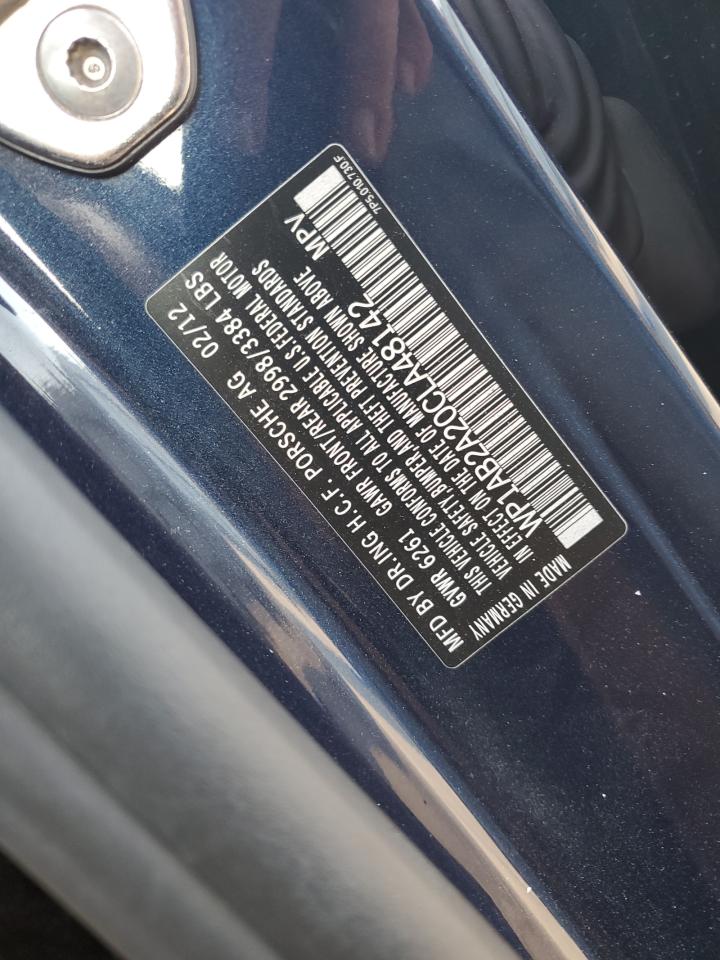 MFD BY DR.ING H.C.F. PORSCHE AG 02/12
GVWR 6261 GAWR FRONT/REAR 2998/3384 LBS
THIS VEHICLE CONFORMS TO ALL APPLICABLE U.S.FEDERAL MOTOR
VEHICLE SAFETY,BUMPER,AND THEFT PREVENTION STANDARDS
IN EFFECT ON THE DATE OF MANUFACTURE SHOWN ABOVE
WP1AB2A20CLA48142 MPV
MADE IN GERMANY 7P5.010.730.F